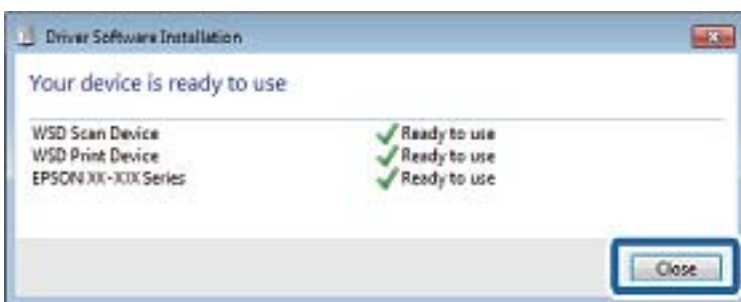 Driver Software Installation
Your device is ready to use
WSD Scan Device Ready to use
WSD Print Device Ready to use
EPSON XX-XXX Series Ready to use
Close